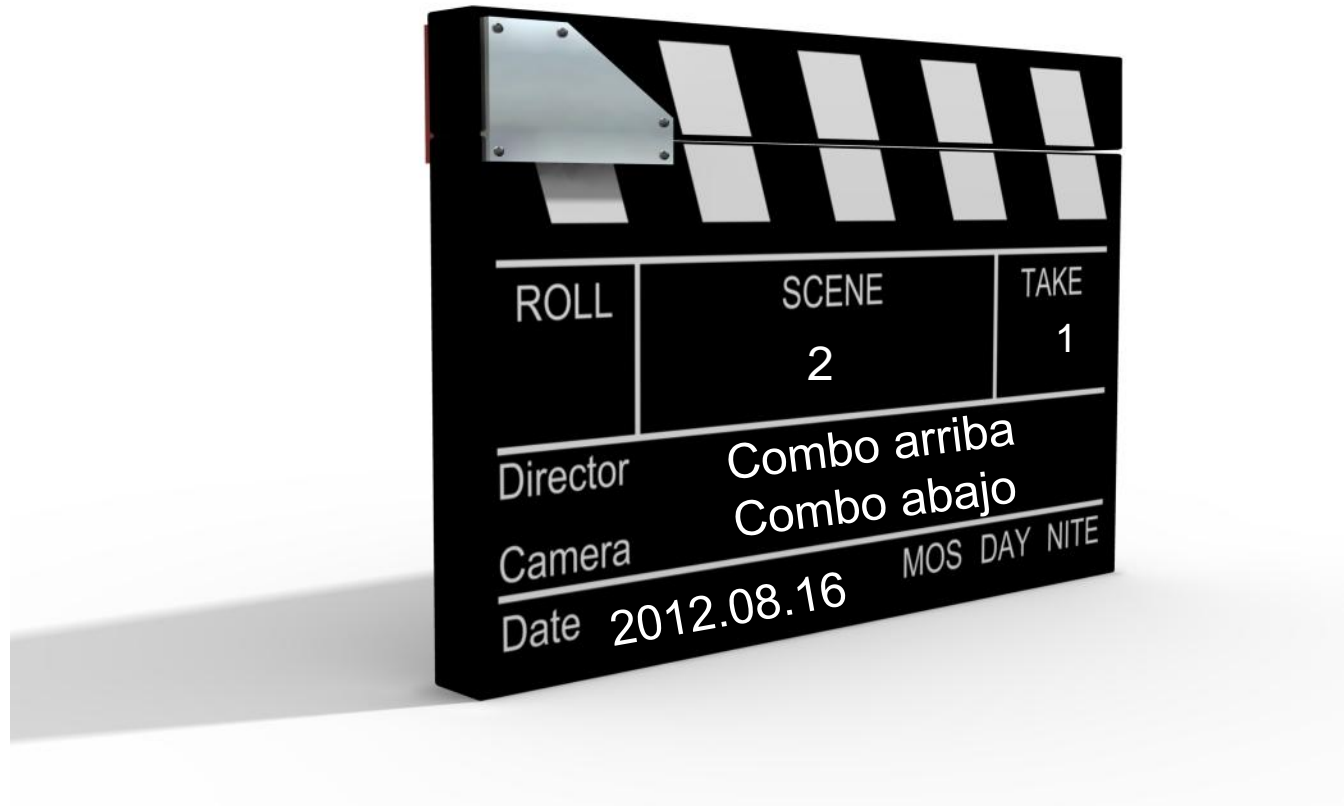 ROLL
SCENE
TAKE
2
1
Director
Combo arriba
Combo abajo
Camera
MOS DAY NITE
Date 2012.08.16